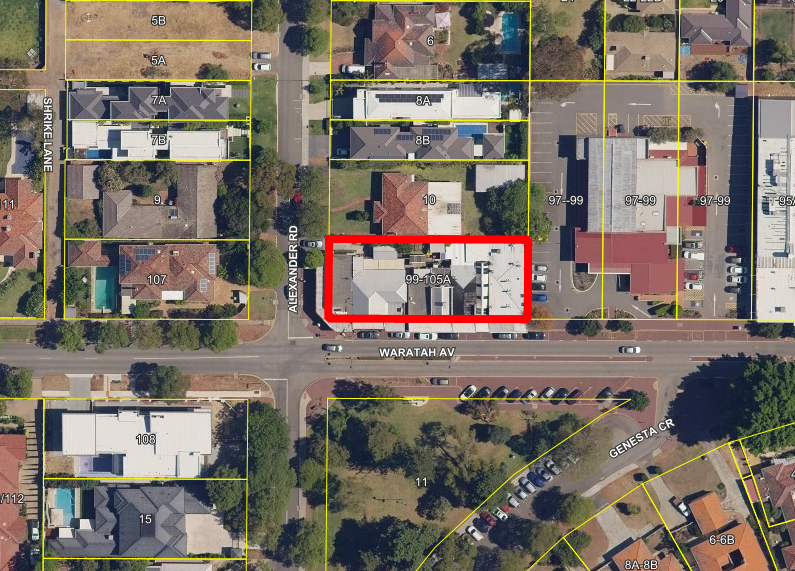 5B
6
5A
7A
8A
7B
8B
SHRIKE LANE
9
10
97--99
97-99
97-99
95A
111
ALEXANDER RD
107
99-105A
WARATAH AV
108
GENESTA CR
11
/112
15
6-6B
8A-8B